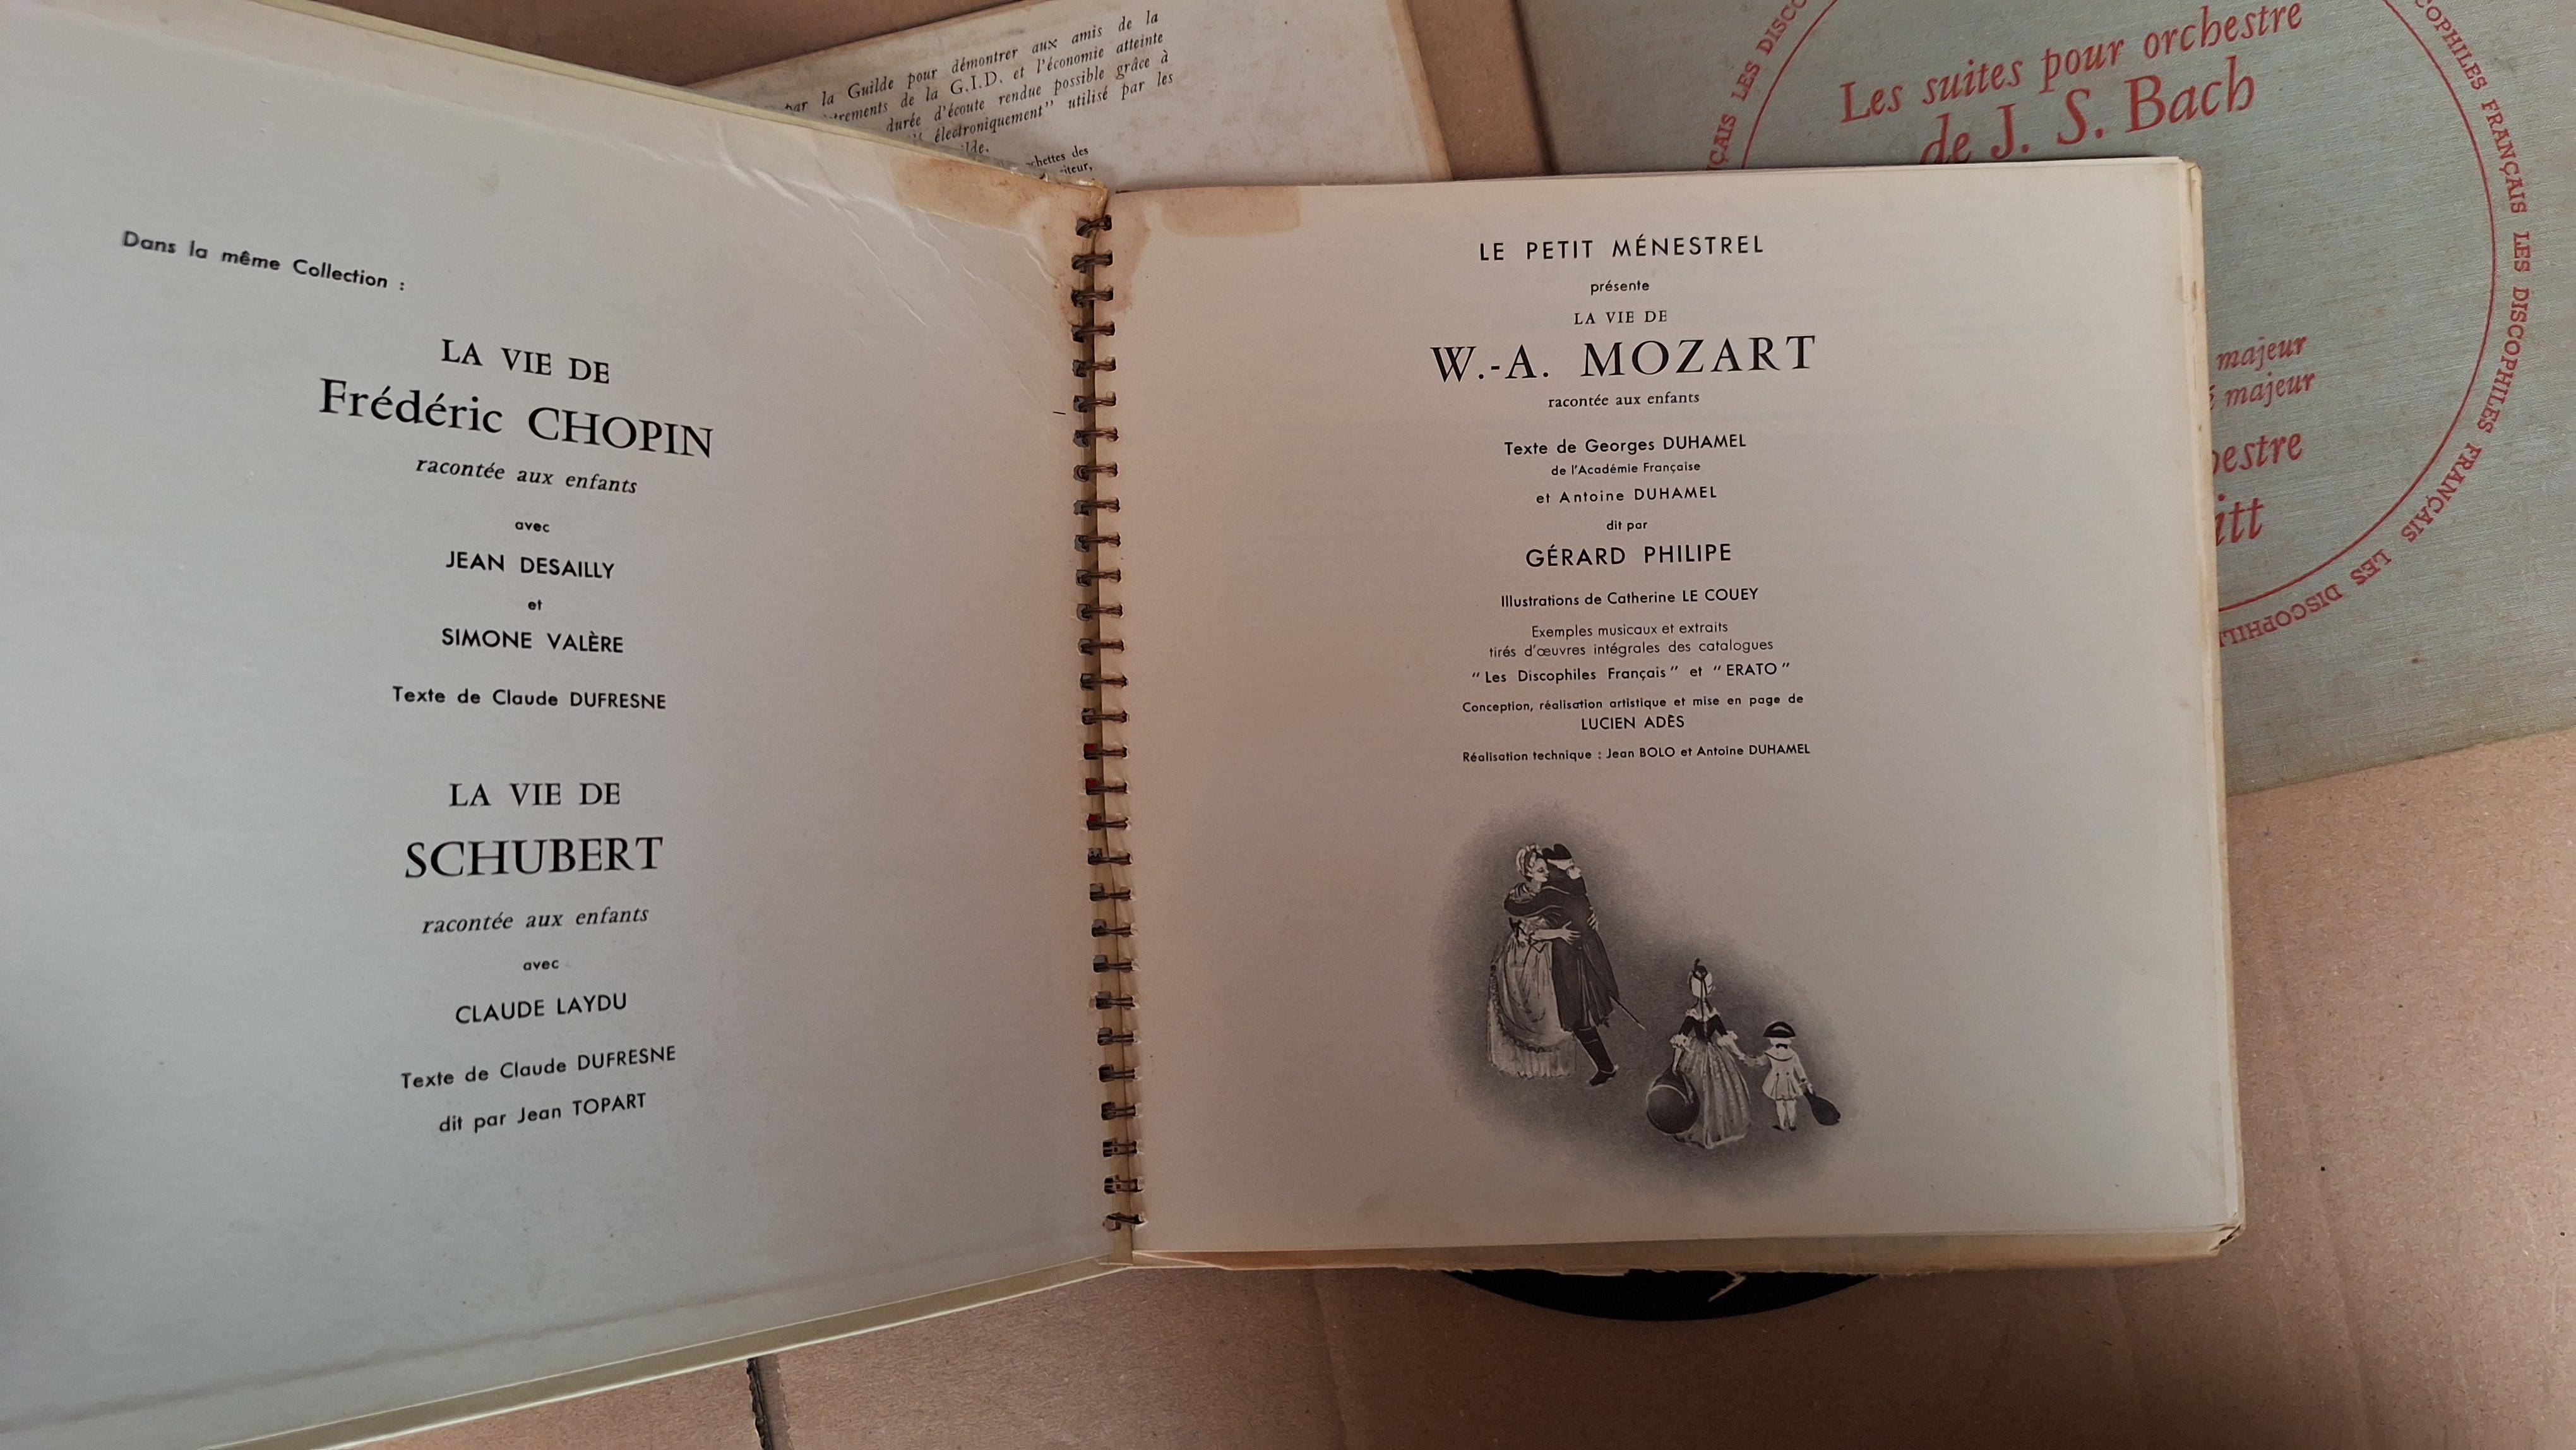 Dans la même Collection :
LA VIE DE
Frédéric CHOPIN
racontée aux enfants
avec
JEAN DESAILLY
et
SIMONE VALÈRE
Texte de Claude DUFRESNE
LA VIE DE
SCHUBERT
racontée aux enfants
avec
CLAUDE LAYDU
Texte de Claude DUFRESNE
dit par Jean TOPART
LE PETIT MÉNESTREL
présente
LA VIE DE
W.-A. MOZART
racontée aux enfants
Texte de Georges DUHAMEL
de l'Académie Française
et Antoine DUHAMEL
dit par
GÉRARD PHILIPE
Illustrations de Catherine LE COUEY
Exemples musicaux et extraits
tirés d'œuvres intégrales des catalogues
“Les Discophiles Français” et “ERATO”
Conception, réalisation artistique et mise en page de
LUCIEN ADÈS
Réalisation technique : Jean BOLO et Antoine DUHAMEL
par la Guilde pour démontrer aux amis de la
de la G.I.D. et l'économie atteinte
durée d'écoute rendue possible grâce à
électroniquement” utilisé par les
des
Les suites pour orchestre
de J. S. Bach
majeur
majeur
LES DISCOPHILES FRANÇAIS LES DISCOPHILES FRANÇAIS